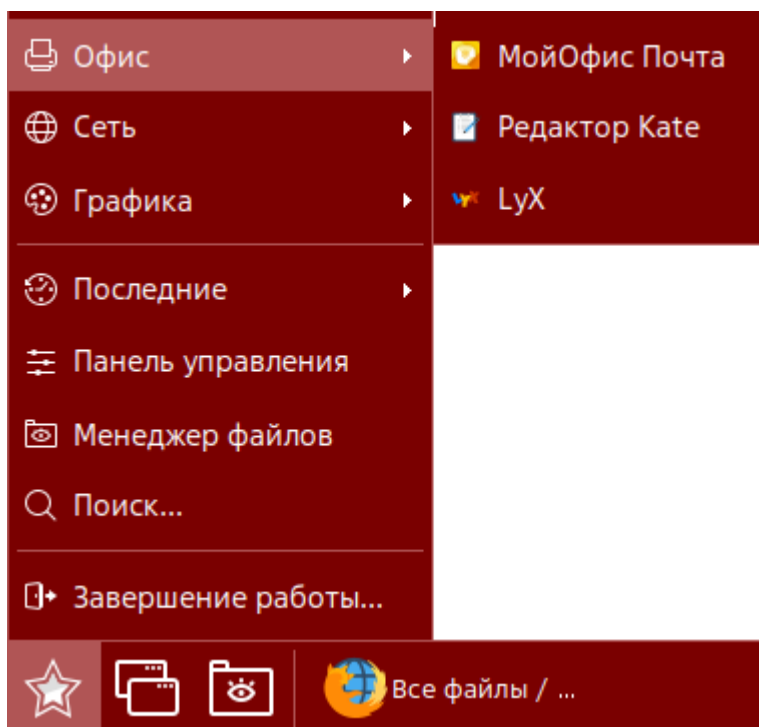 Офис
Сеть
Графика
Последние
Панель управления
Менеджер файлов
Поиск...
Завершение работы...
МойОфис Почта
Редактор Kate
LyX
Все файлы / ...